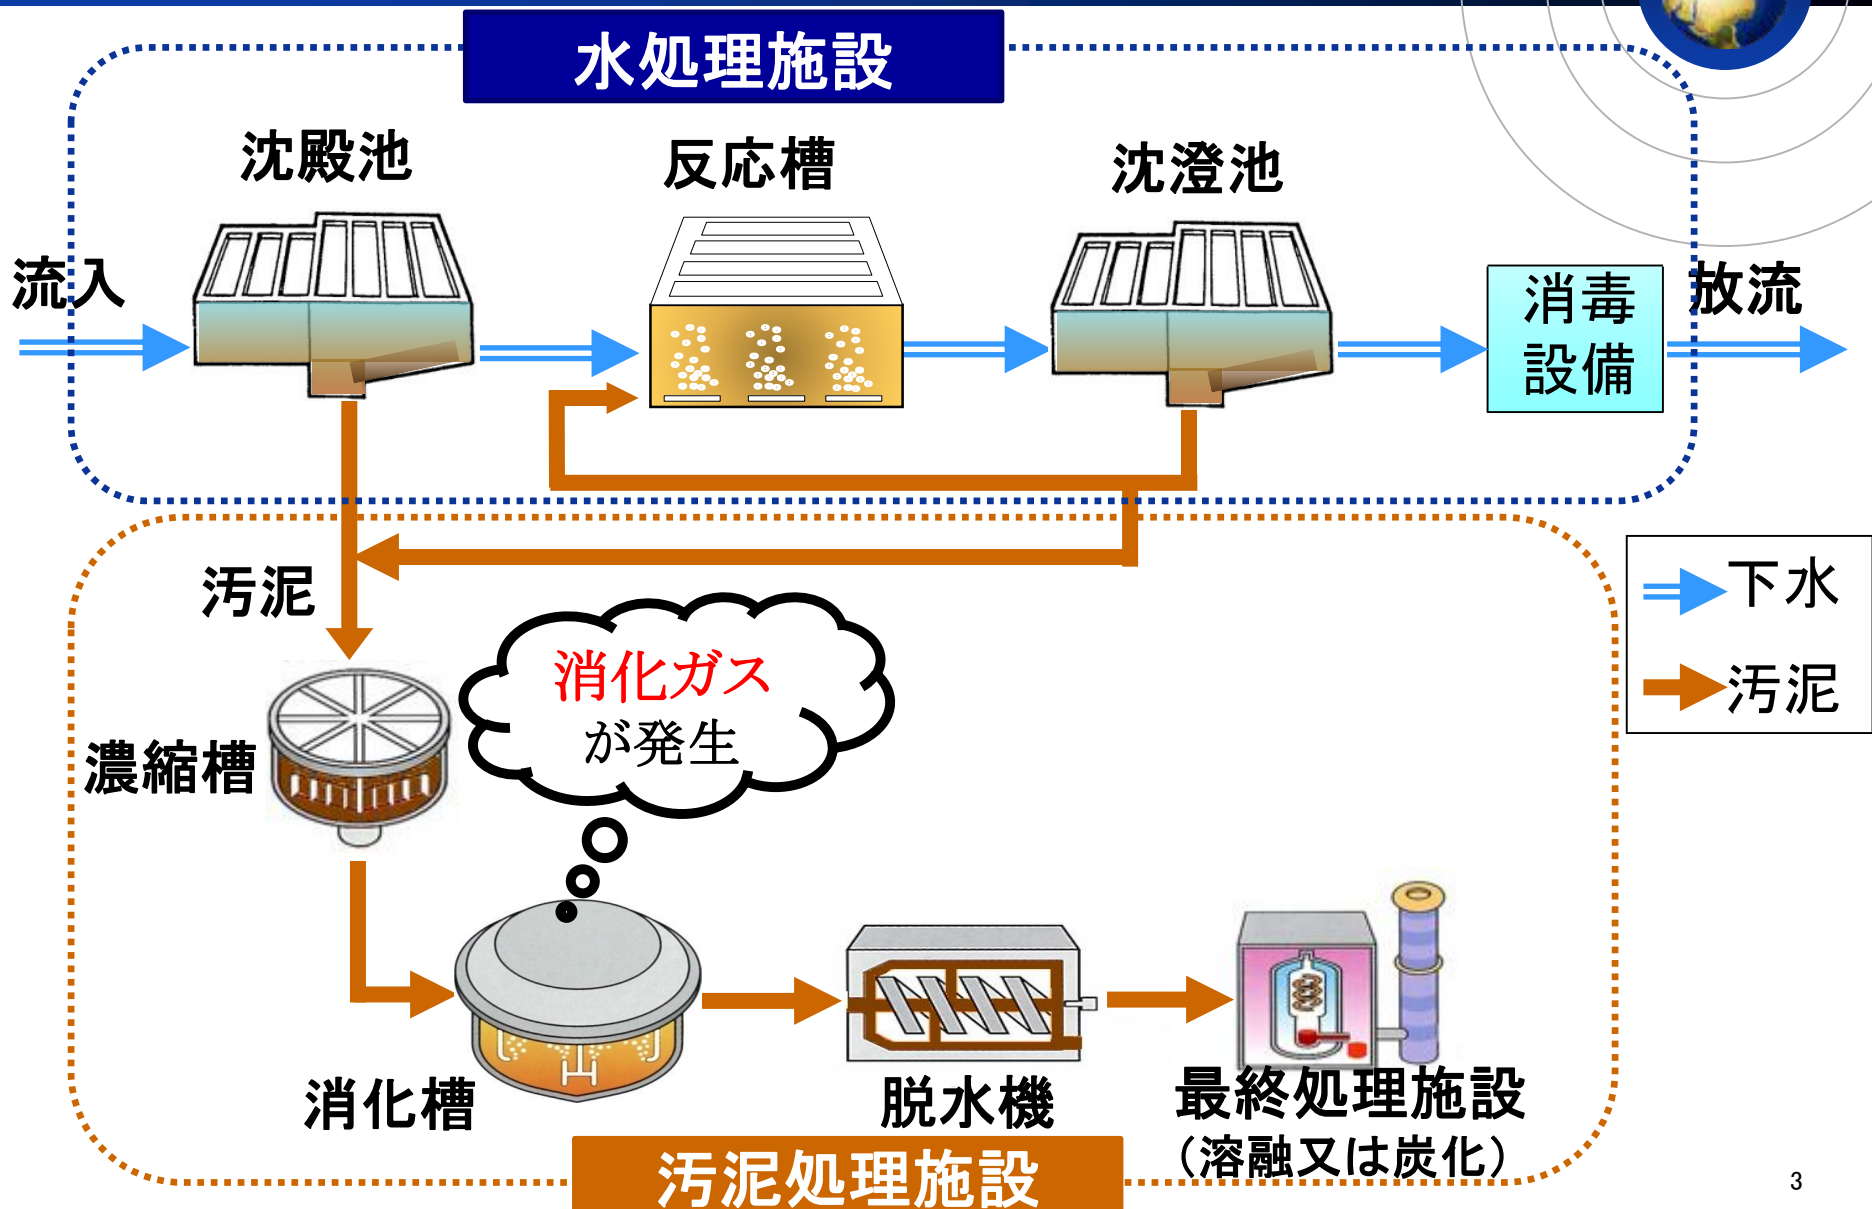 水処理施設
沈殿池
反応槽
沈澄池
流入
消毒
設備
放流
汚泥
下水
汚泥
消化ガス
が発生
濃縮槽
消化槽
脱水機
最終処理施設
（溶融又は炭化）
汚泥処理施設
3